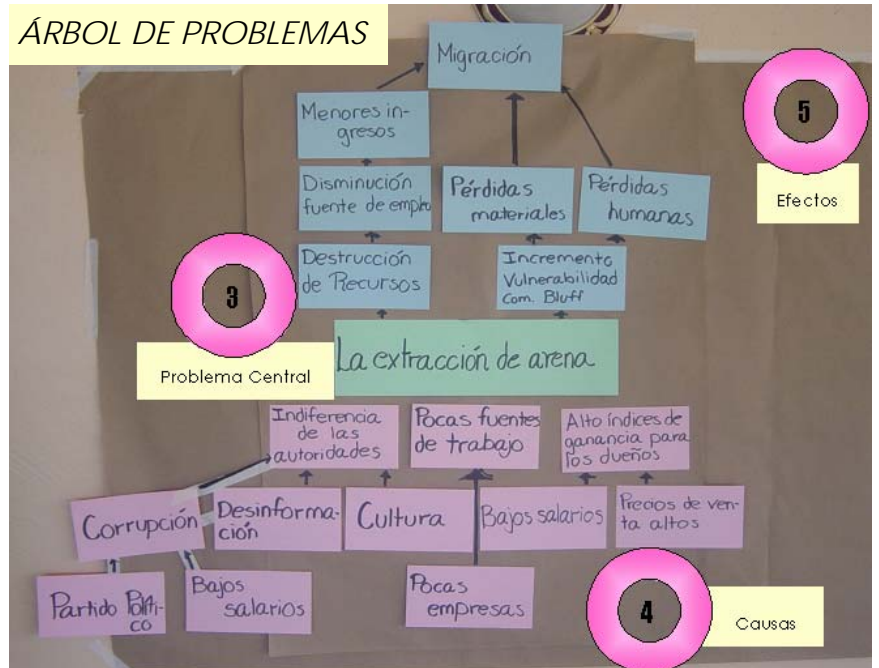 ÁRBOL DE PROBLEMAS
Migración
5
Efectos
Menores in-
gresos
Disminución
fuente de empleo
Pérdidas
materiales
Pérdidas
humanas
Destrucción
de Recursos
Incremento
Vulnerabilidad
Com. Bluff
3
Problema Central
La extracción de arena
Indiferencia
de las
autoridades
Pocas fuentes
de trabajo
Alto índices de
ganancia para
los dueños
Corrupción
Desinforma-
ción
Cultura
Bajos salarios
Precios de ven-
ta altos
Partido Políti-
co
Bajos
salarios
Pocas
empresas
4
Causas